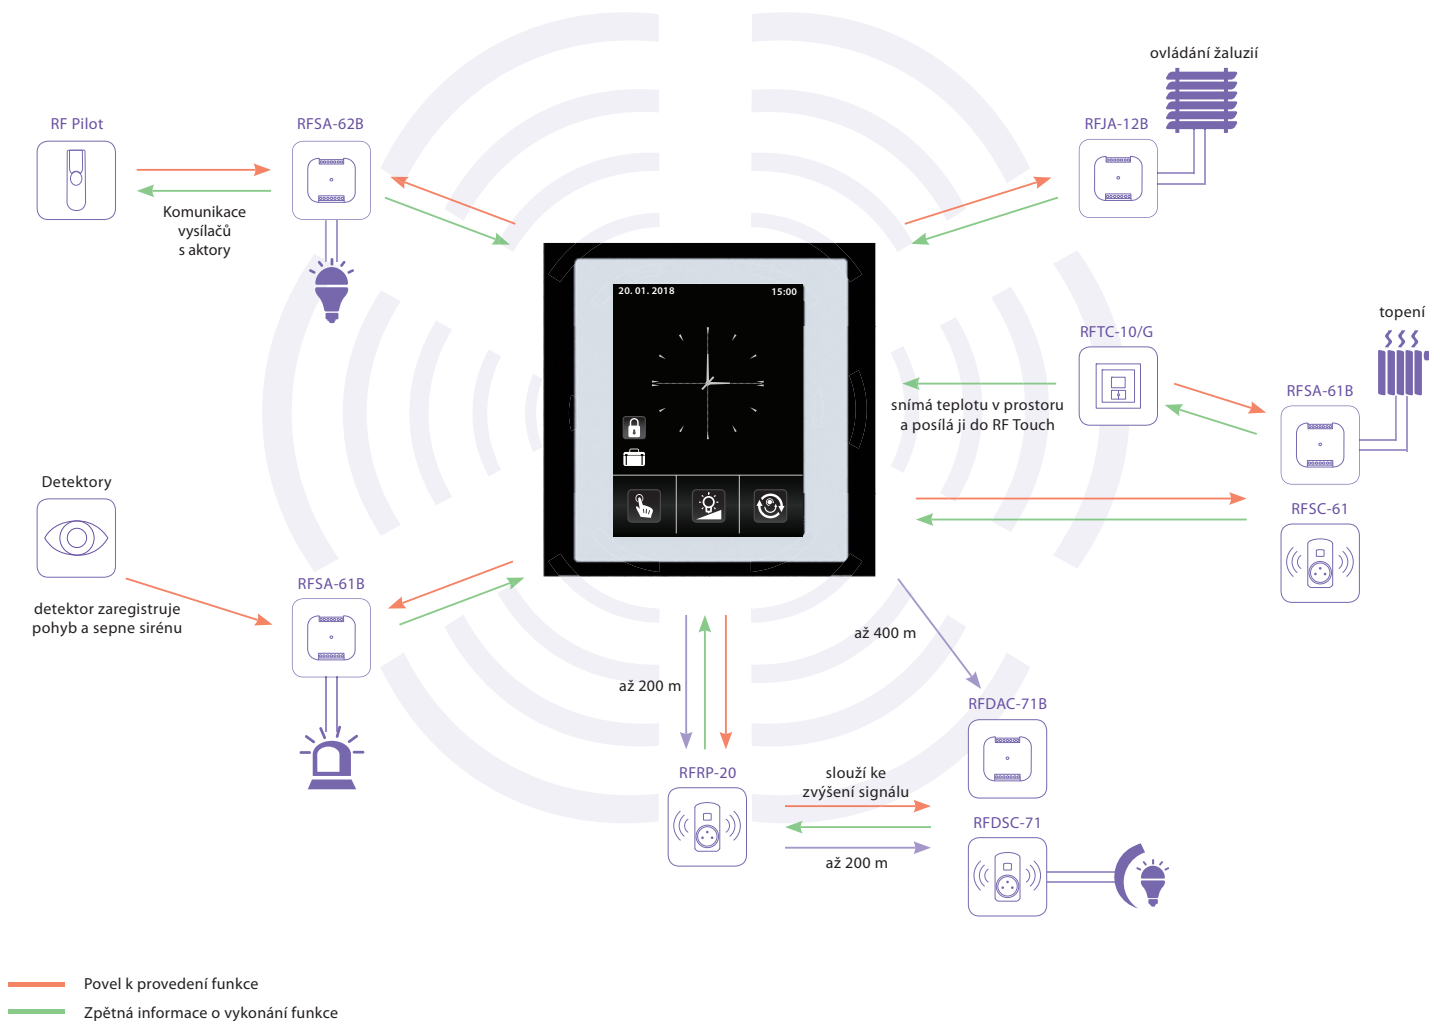 ovládání žaluzií
RF Pilot
RFSA-62B
RFJA-12B
Komunikace
vysílačů
s aktory
20. 01. 2018
15:00
topení
RFTC-10/G
RFSA-61B
snímá teplotu v prostoru
a posílá ji do RF Touch
Detektory
RFSC-61
RFSA-61B
detektor zaregistruje
pohyb a sepne sirénu
až 400 m
až 200 m
RFDAC-71B
RFRP-20
slouží ke
zvýšení signálu
RFDSC-71
až 200 m
Povel k provedení funkce
Zpětná informace o vykonání funkce